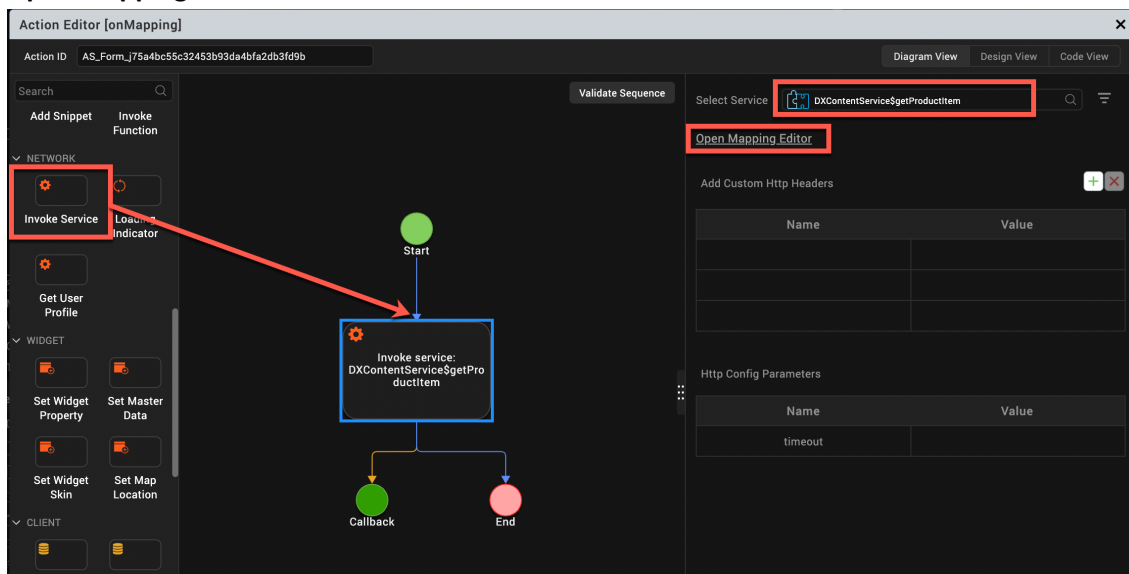 Action Editor [onMapping]
Action ID AS_Form_j75a4bc55c32453b93da4bfa2db3fd9b
Diagram View Design View Code View
Search
Add Snippet
Invoke
Function
NETWORK
Invoke Service
Loading
Indicator
Get User
Profile
WIDGET
Set Widget
Property
Set Master
Data
Set Widget
Skin
Set Map
Location
CLIENT
Validate Sequence
Start
Invoke service:
DXContentService$getPro
ductItem
Callback
End
Select Service DXContentService$getProductItem
Open Mapping Editor
Add Custom Http Headers
Name Value
Http Config Parameters
Name Value
timeout